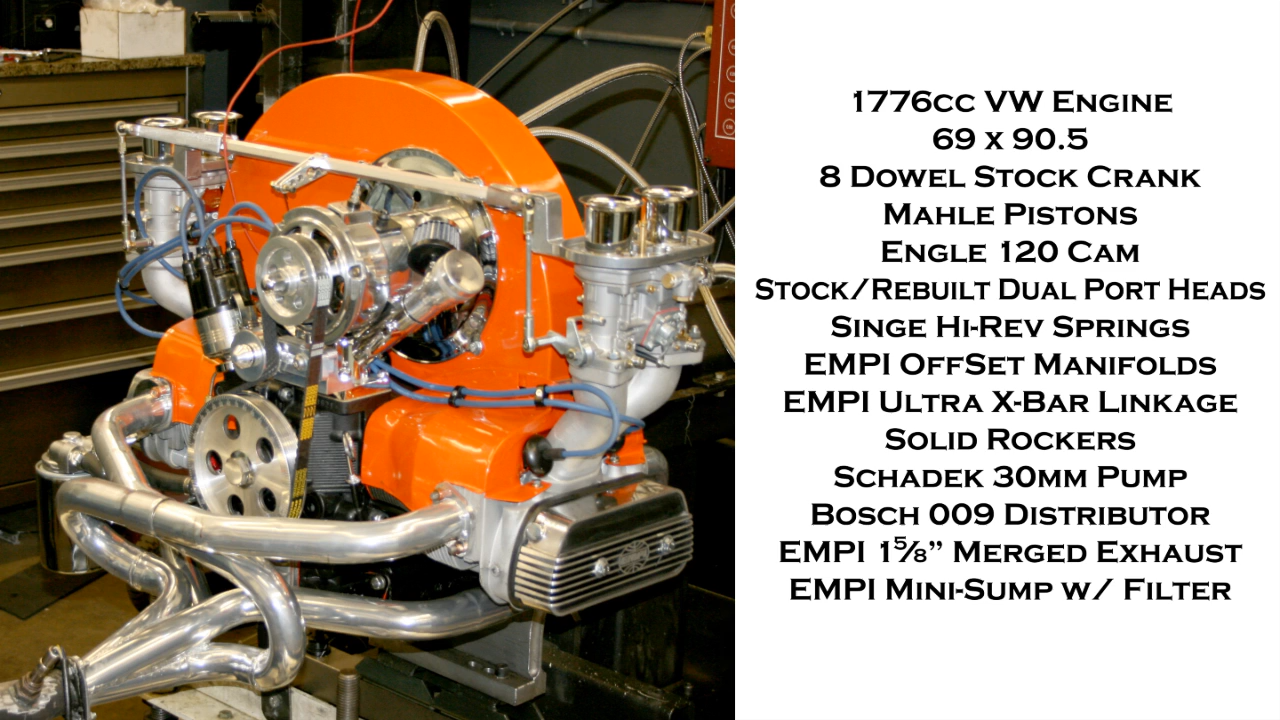 1776cc VW Engine
69 x 90.5
8 Dowel Stock Crank
Mahle Pistons
Engle 120 Cam
Stock/Rebuilt Dual Port Heads
Singe Hi-Rev Springs
EMPI OffSet Manifolds
EMPI Ultra X-Bar Linkage
Solid Rockers
Schadek 30mm Pump
Bosch 009 Distributor
EMPI 1⅝” Merged Exhaust
EMPI Mini-Sump w/ Filter